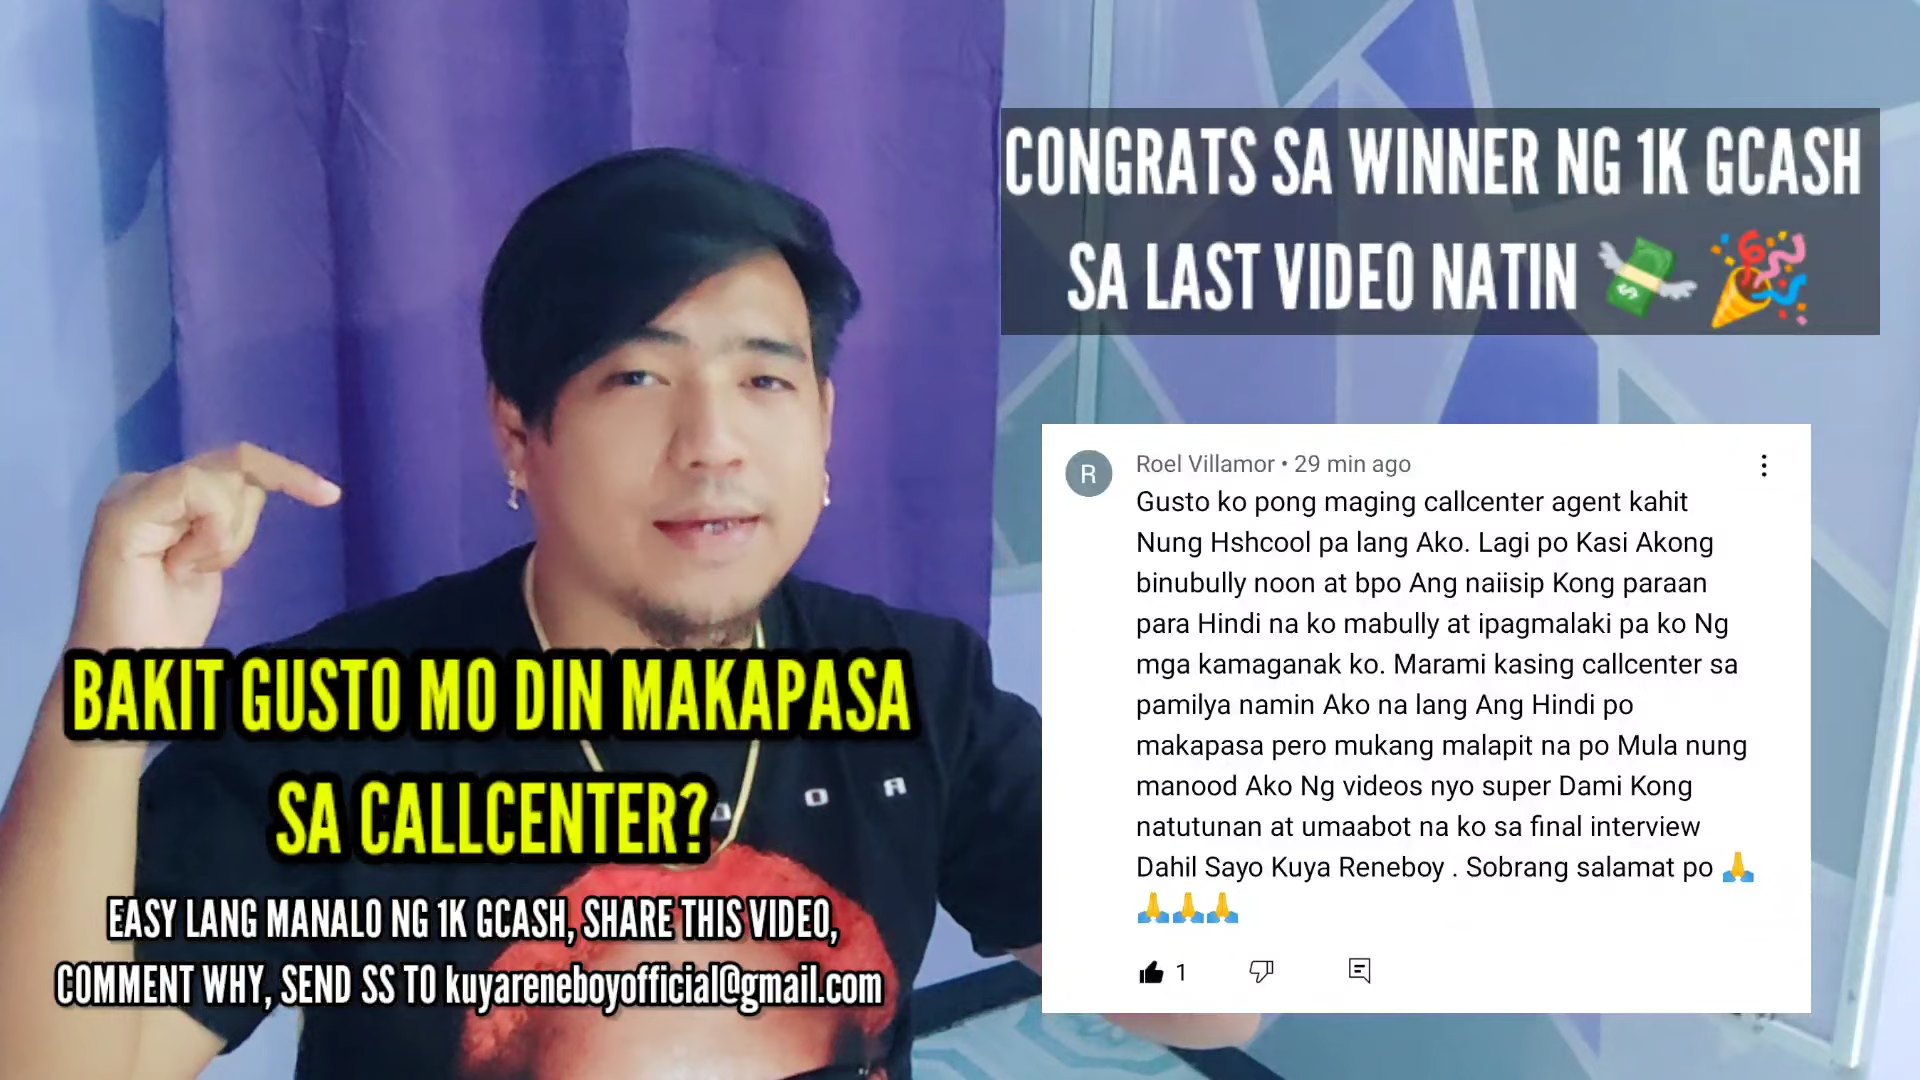 CONGRATS SA WINNER NG 1K GCASH
SA LAST VIDEO NATIN 💸 🎉
R
Roel Villamor • 29 min ago
Gusto ko pong maging callcenter agent kahit
Nung Hshcool pa lang Ako. Lagi po Kasi Akong
binubully noon at bpo Ang naiisip Kong paraan
para Hindi na ko mabully at ipagmalaki pa ko Ng
mga kamaganak ko. Marami kasing callcenter sa
pamilya namin Ako na lang Ang Hindi po
makapasa pero mukang malapit na po Mula nung
manood Ako Ng videos nyo super Dami Kong
natutunan at umaabot na ko sa final interview
Dahil Sayo Kuya Reneboy . Sobrang salamat po 🙏
🙏🙏🙏
1
BAKIT GUSTO MO DIN MAKAPASA
SA CALLCENTER?
EASY LANG MANALO NG 1K GCASH, SHARE THIS VIDEO,
COMMENT WHY, SEND SS TO kuyareneboyofficial@gmail.com